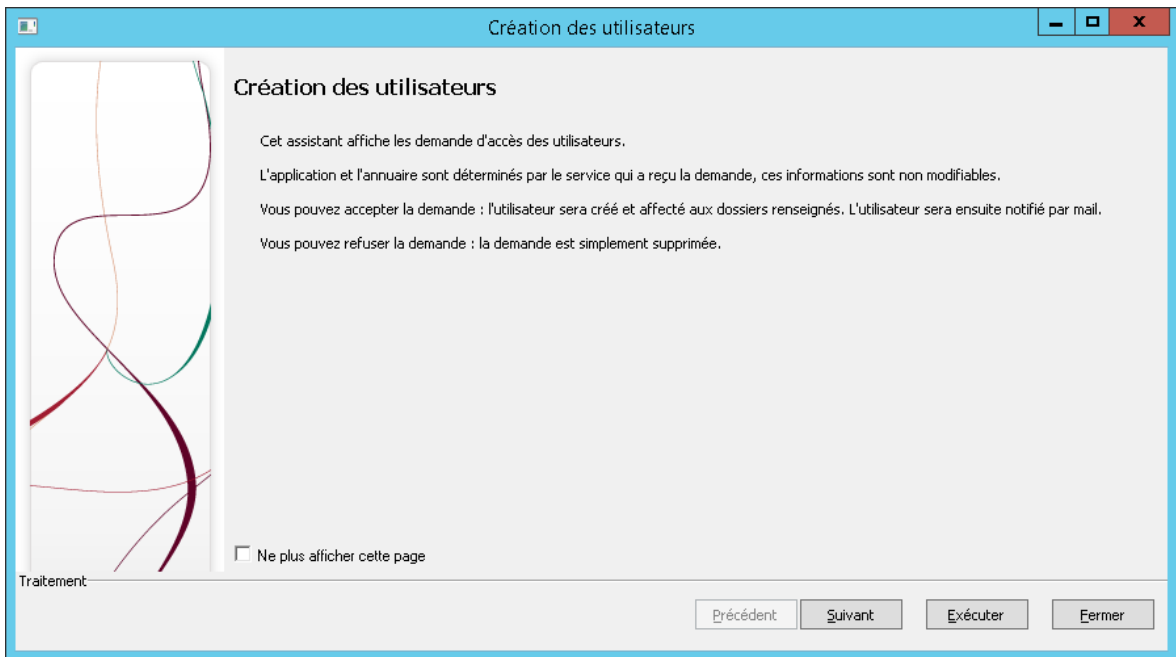 Création des utilisateurs
Création des utilisateurs
Cet assistant affiche les demande d'accès des utilisateurs.
L'application et l'annuaire sont déterminés par le service qui a reçu la demande, ces informations sont non modifiables.
Vous pouvez accepter la demande : l'utilisateur sera créé et affecté aux dossiers renseignés. L'utilisateur sera ensuite notifié par mail.
Vous pouvez refuser la demande : la demande est simplement supprimée.
Ne plus afficher cette page
Traitement
Précédent Suivant Exécuter Fermer